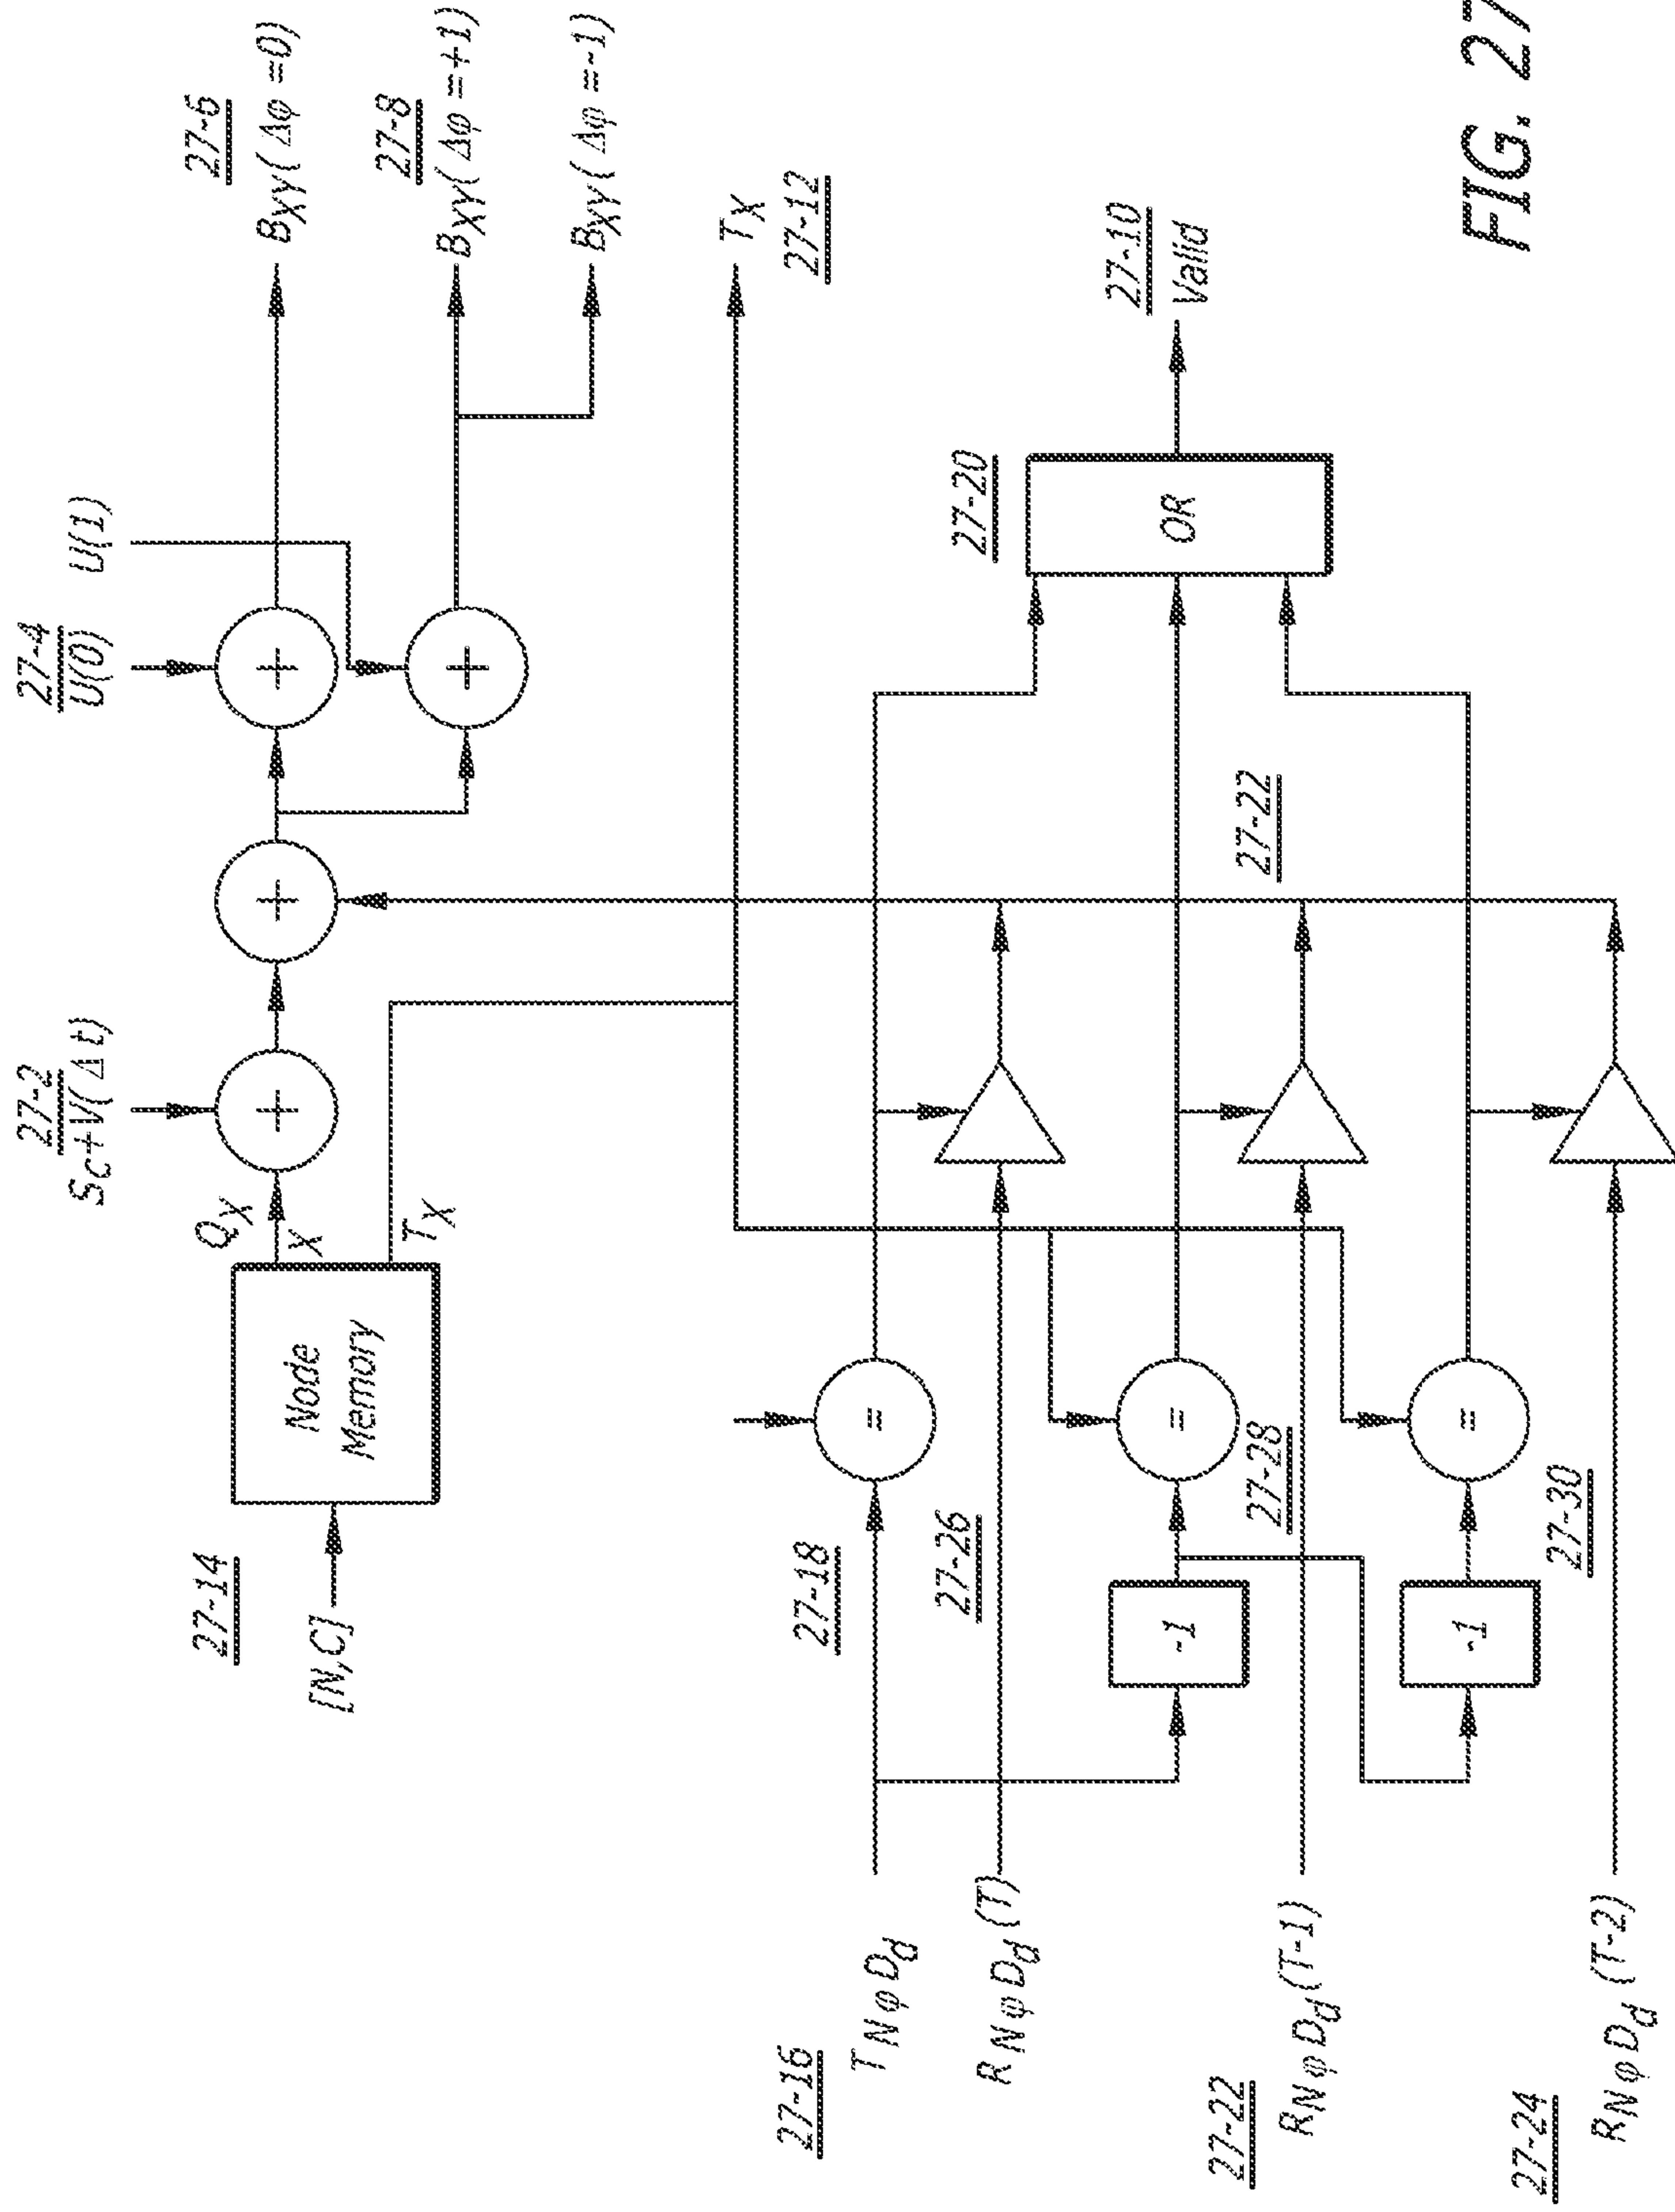 27-2
Sc+V(Δt)
27-4
U(0)
U(1)
27-6
BXY(Δφ=0)
27-8
BXY(Δφ=+1)
BXY(Δφ=-1)
27-14
[N,C]
Node
Memory
QX
X
TX
+
+
+
+
TX
27-12
27-16
TNφDd
27-18
=
RNφDd(T)
27-26
27-20
OR
27-10
Valid
-1
=
27-22
27-22
RNφDd(T-1)
27-28
-1
=
27-30
27-24
RNφDd(T-2)
FIG. 27